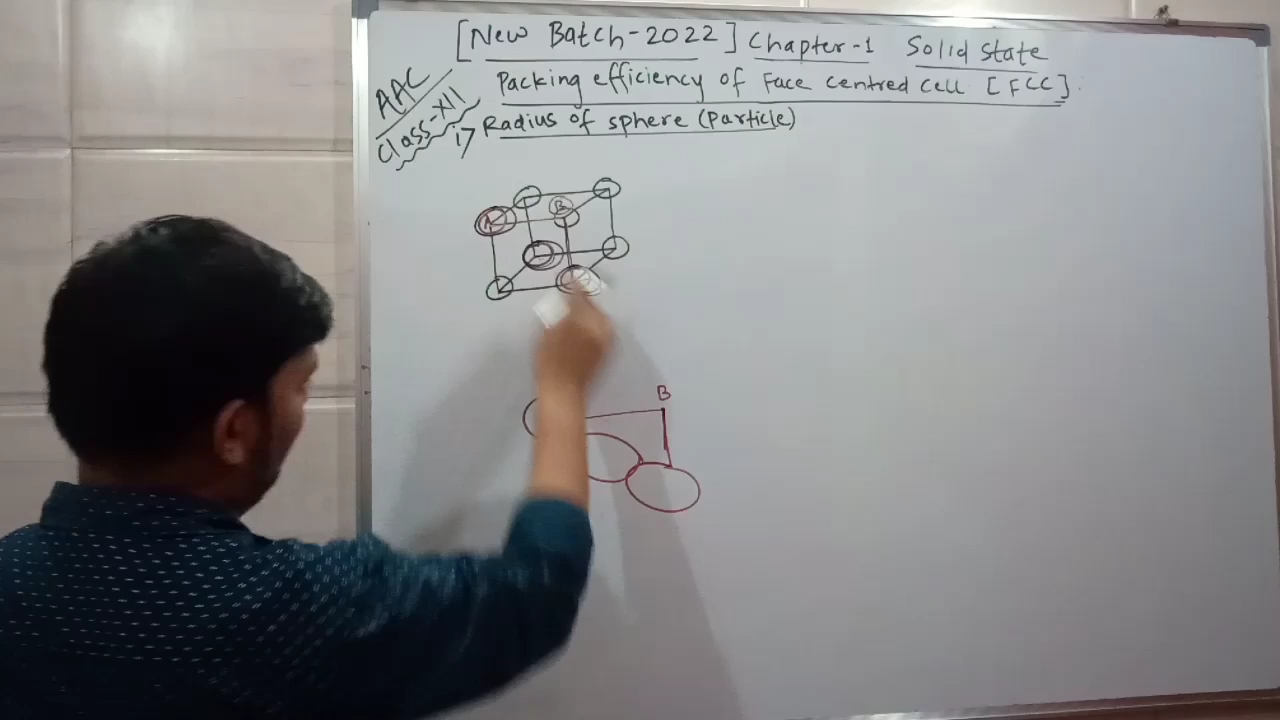 [New Batch-2022] Chapter-1 Solid State
Packing efficiency of Face Centred Cell [FCC].
AAC
Class-XII
i> Radius of sphere (Particle)
A
B
B